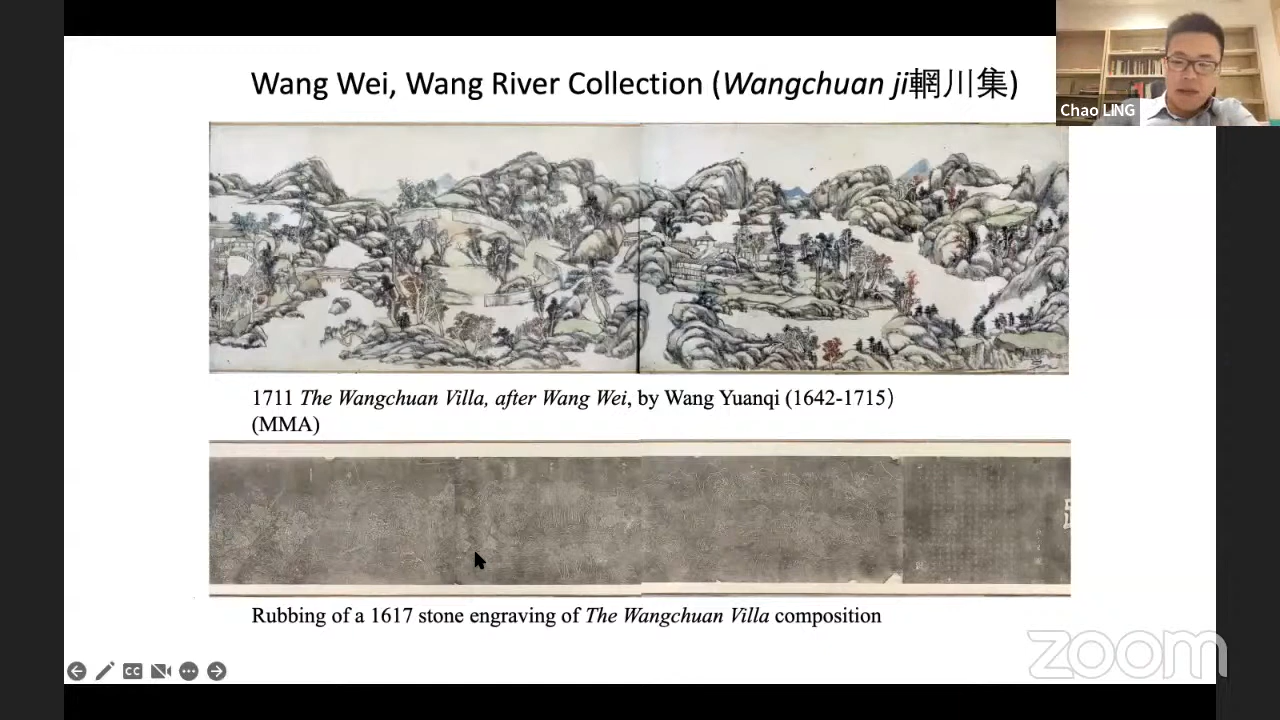 Wang Wei, Wang River Collection (Wangchuan ji輞川集)
Chao LING
1711 The Wangchuan Villa, after Wang Wei, by Wang Yuanqi (1642-1715）
(MMA)
Rubbing of a 1617 stone engraving of The Wangchuan Villa composition
zoom
CC